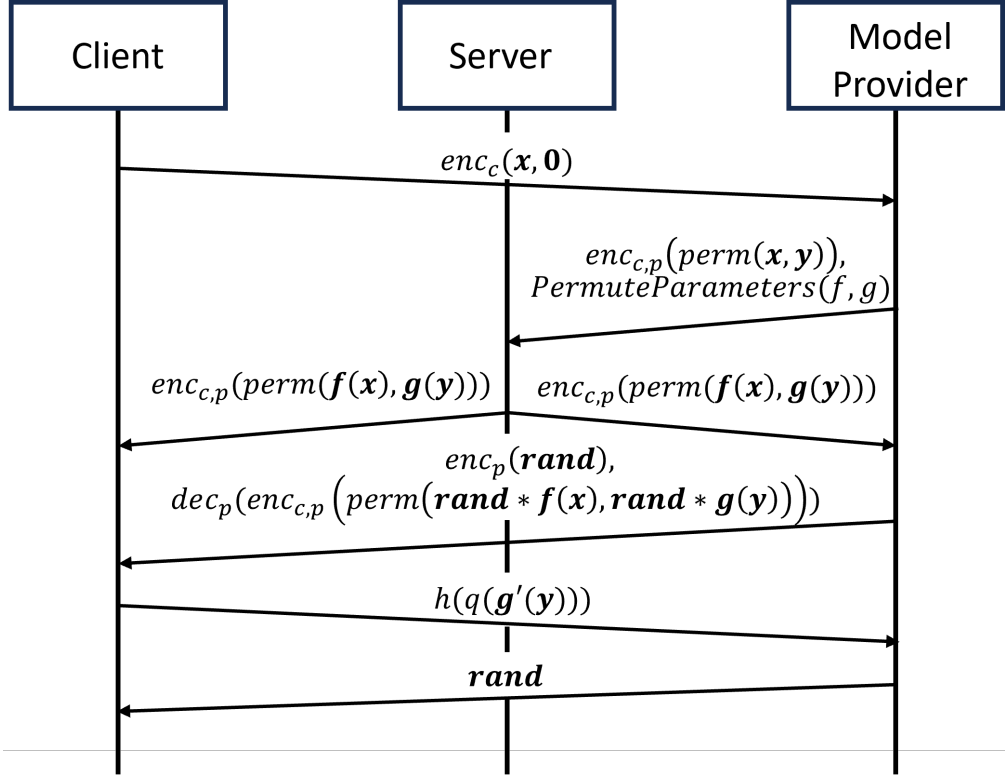 Client
Server
Model
Provider
enc_c(x, 0)
enc_{c,p}(perm(x, y)),
PermuteParameters(f, g)
enc_{c,p}(perm(f(x), g(y)))
enc_{c,p}(perm(f(x), g(y)))
enc_p(rand),
dec_p(enc_{c,p}(perm(rand * f(x), rand * g(y))))
h(q(g′(y)))
rand